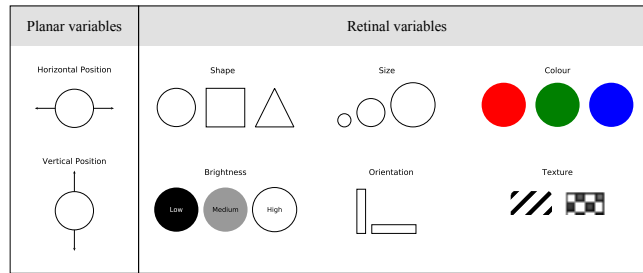 Planar variables
Retinal variables
Horizontal Position
Shape
Size
Colour
Vertical Position
Brightness
Orientation
Texture
Low
Medium
High